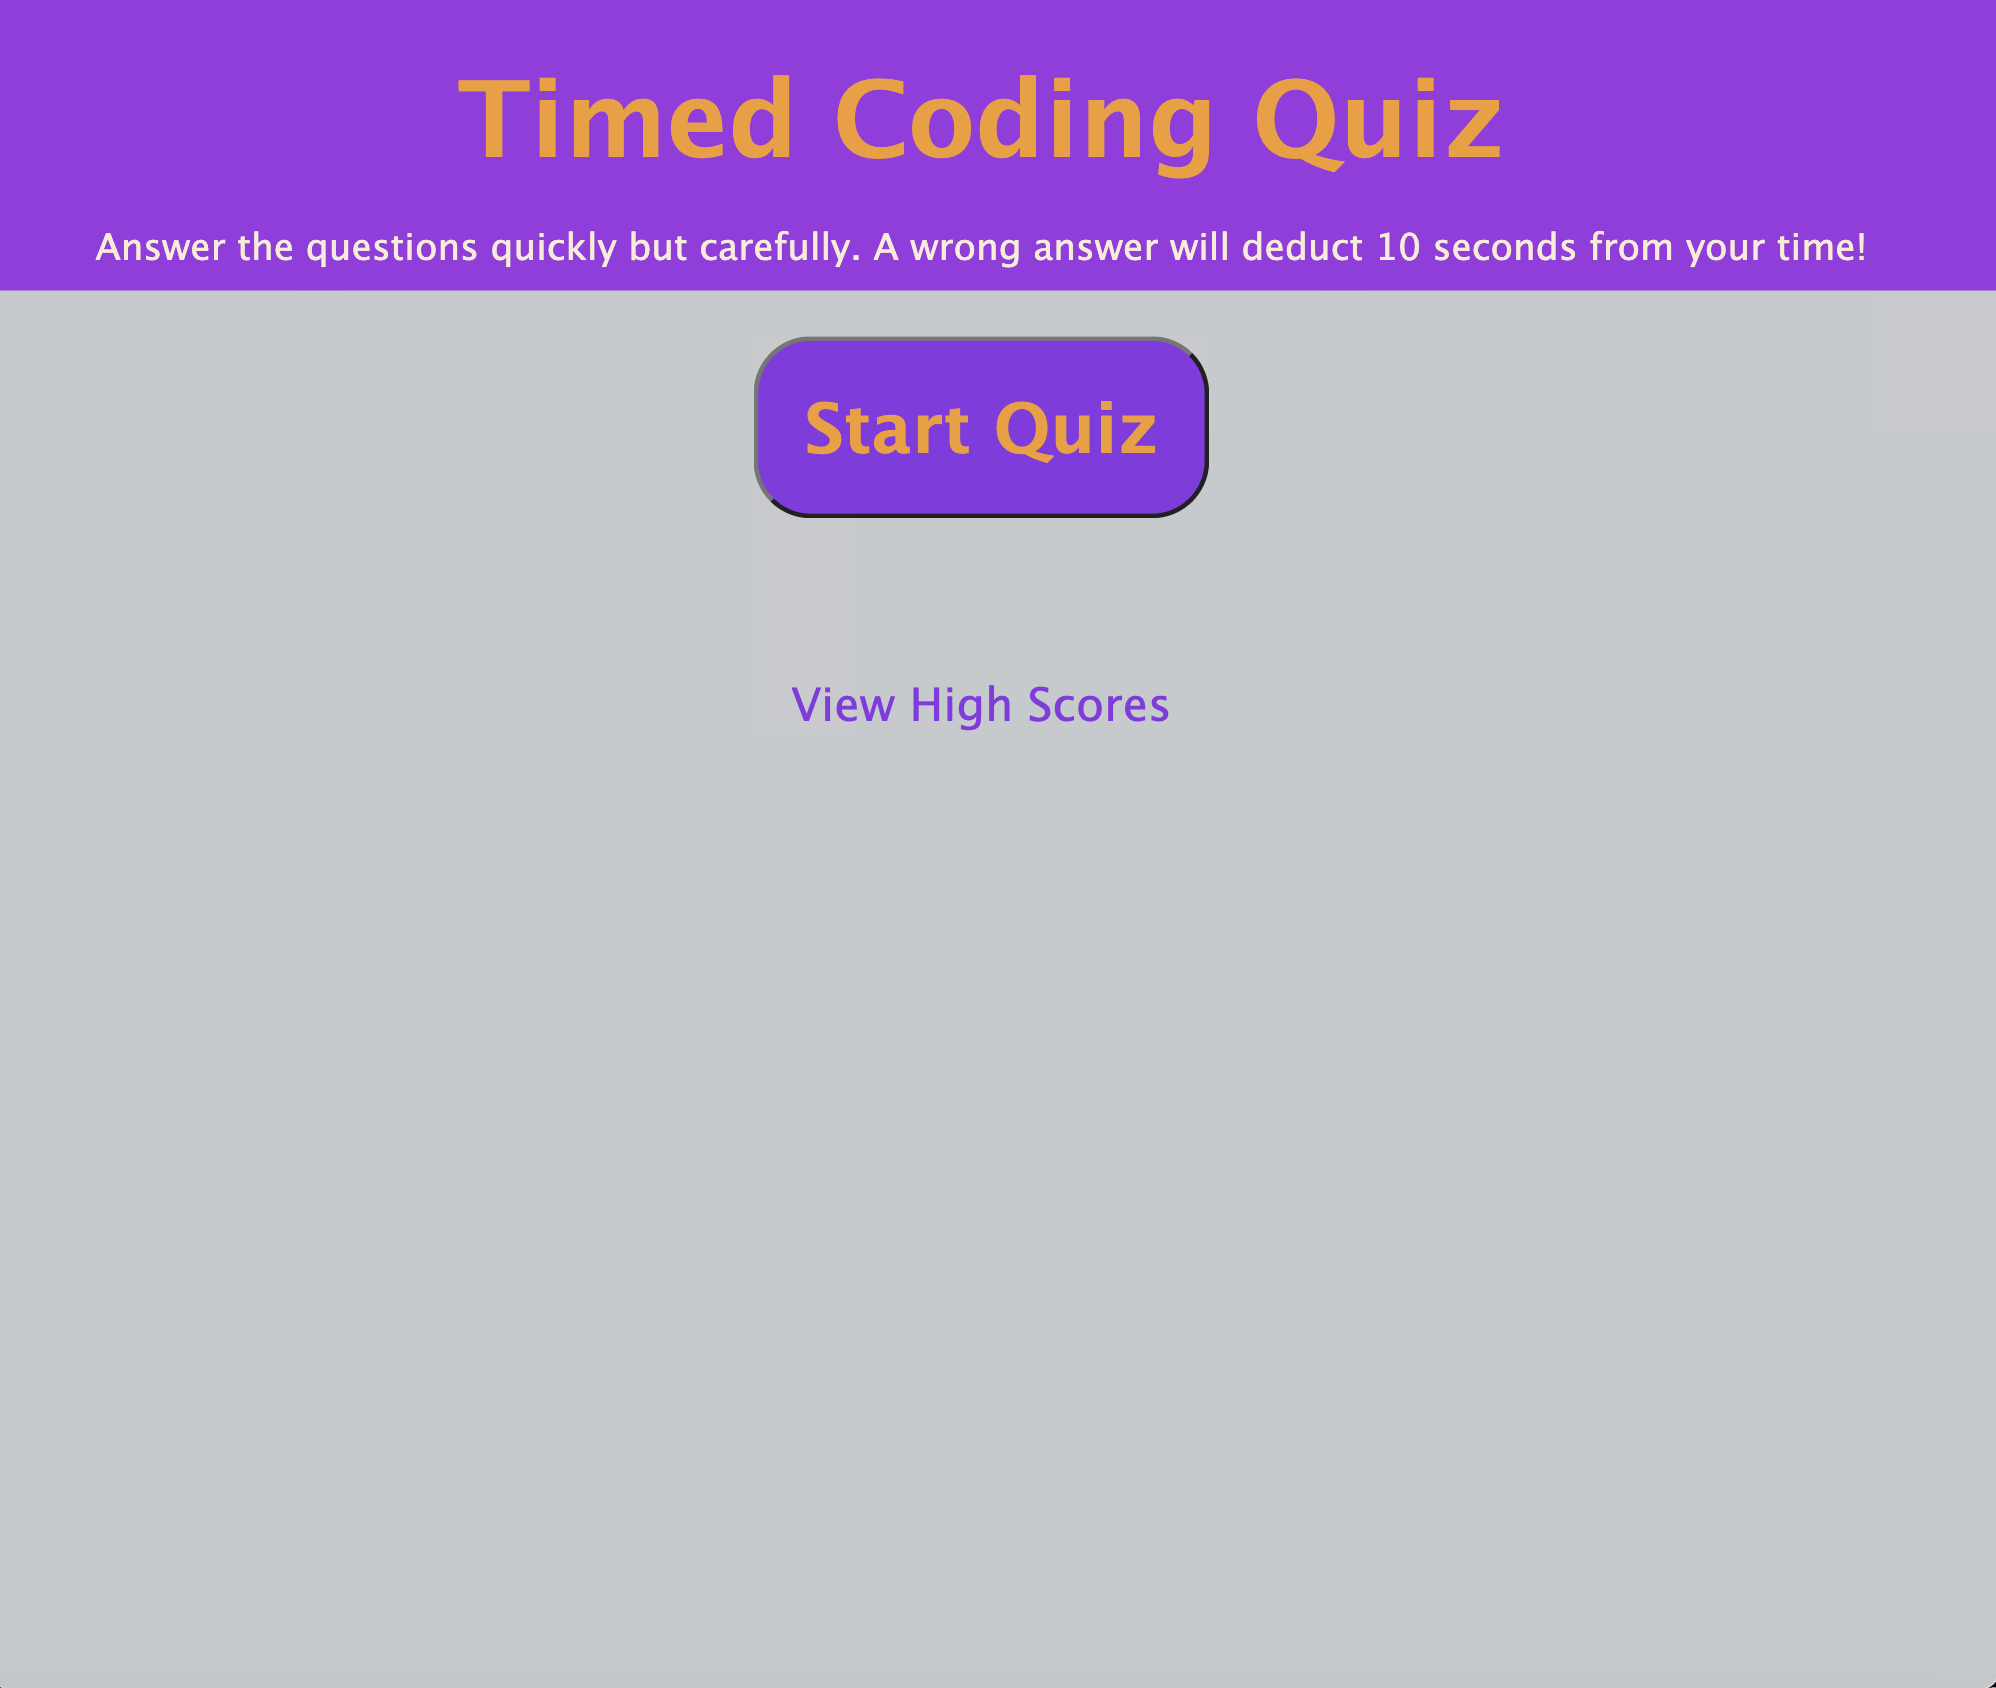 Timed Coding Quiz
Answer the questions quickly but carefully. A wrong answer will deduct 10 seconds from your time!
Start Quiz
View High Scores